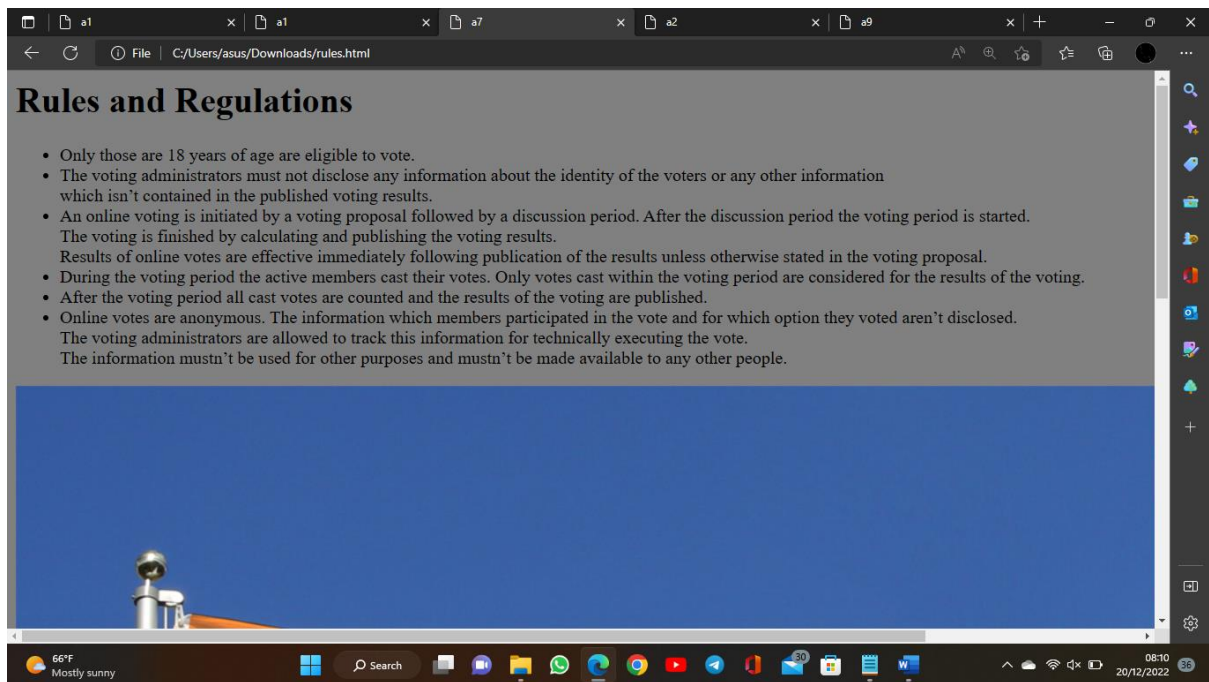 a1
a1
a7
a2
a9
File
C:/Users/asus/Downloads/rules.html
Rules and Regulations
• Only those are 18 years of age are eligible to vote.
• The voting administrators must not disclose any information about the identity of the voters or any other information
which isn’t contained in the published voting results.
• An online voting is initiated by a voting proposal followed by a discussion period. After the discussion period the voting period is started.
The voting is finished by calculating and publishing the voting results.
Results of online votes are effective immediately following publication of the results unless otherwise stated in the voting proposal.
• During the voting period the active members cast their votes. Only votes cast within the voting period are considered for the results of the voting.
• After the voting period all cast votes are counted and the results of the voting are published.
• Online votes are anonymous. The information which members participated in the vote and for which option they voted aren’t disclosed.
The voting administrators are allowed to track this information for technically executing the vote.
The information mustn’t be used for other purposes and mustn’t be made available to any other people.
66°F
Mostly sunny
Search
30
08:10
20/12/2022
36